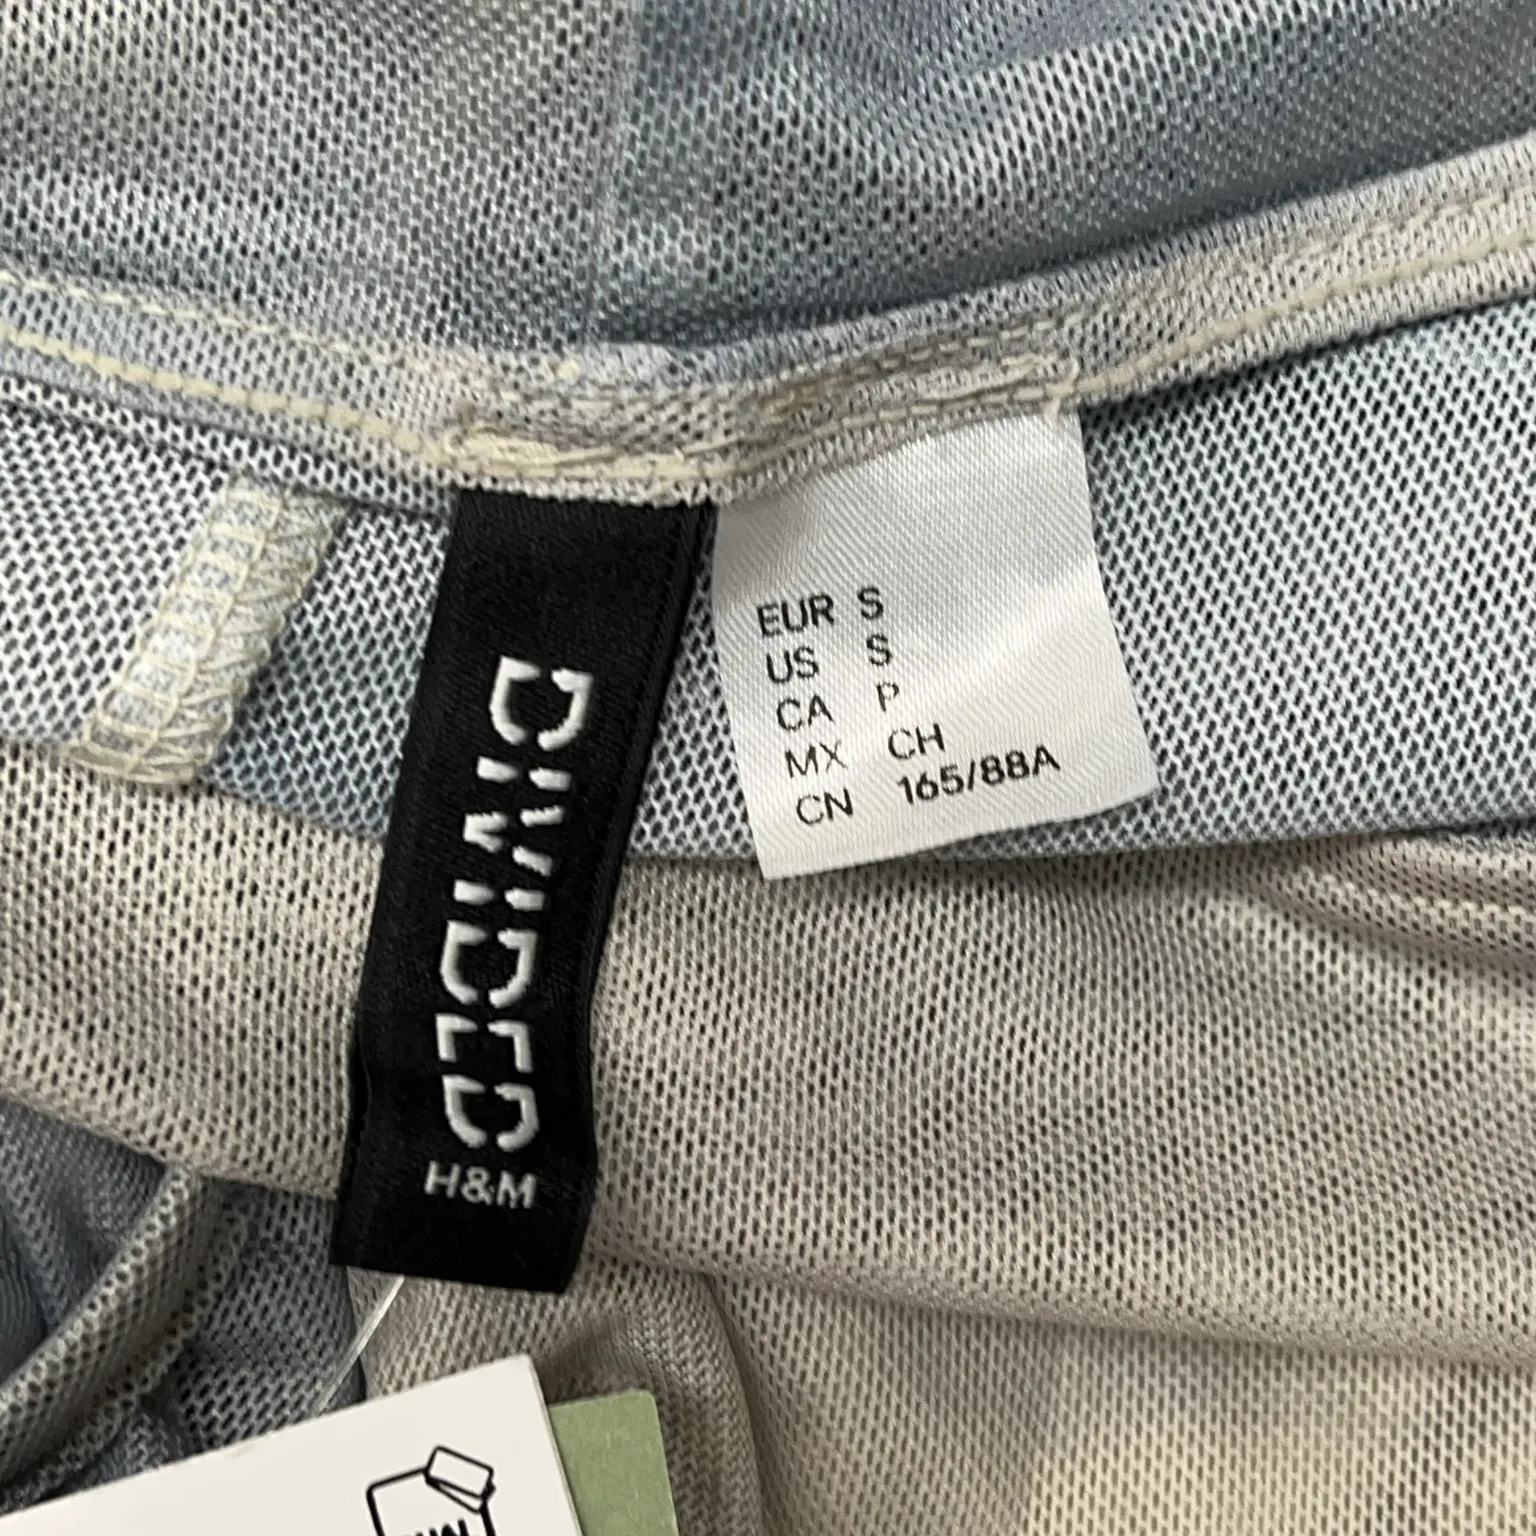 DIVIDED
H&M
EUR S
US S
CA P
MX CH
CN 165/88A